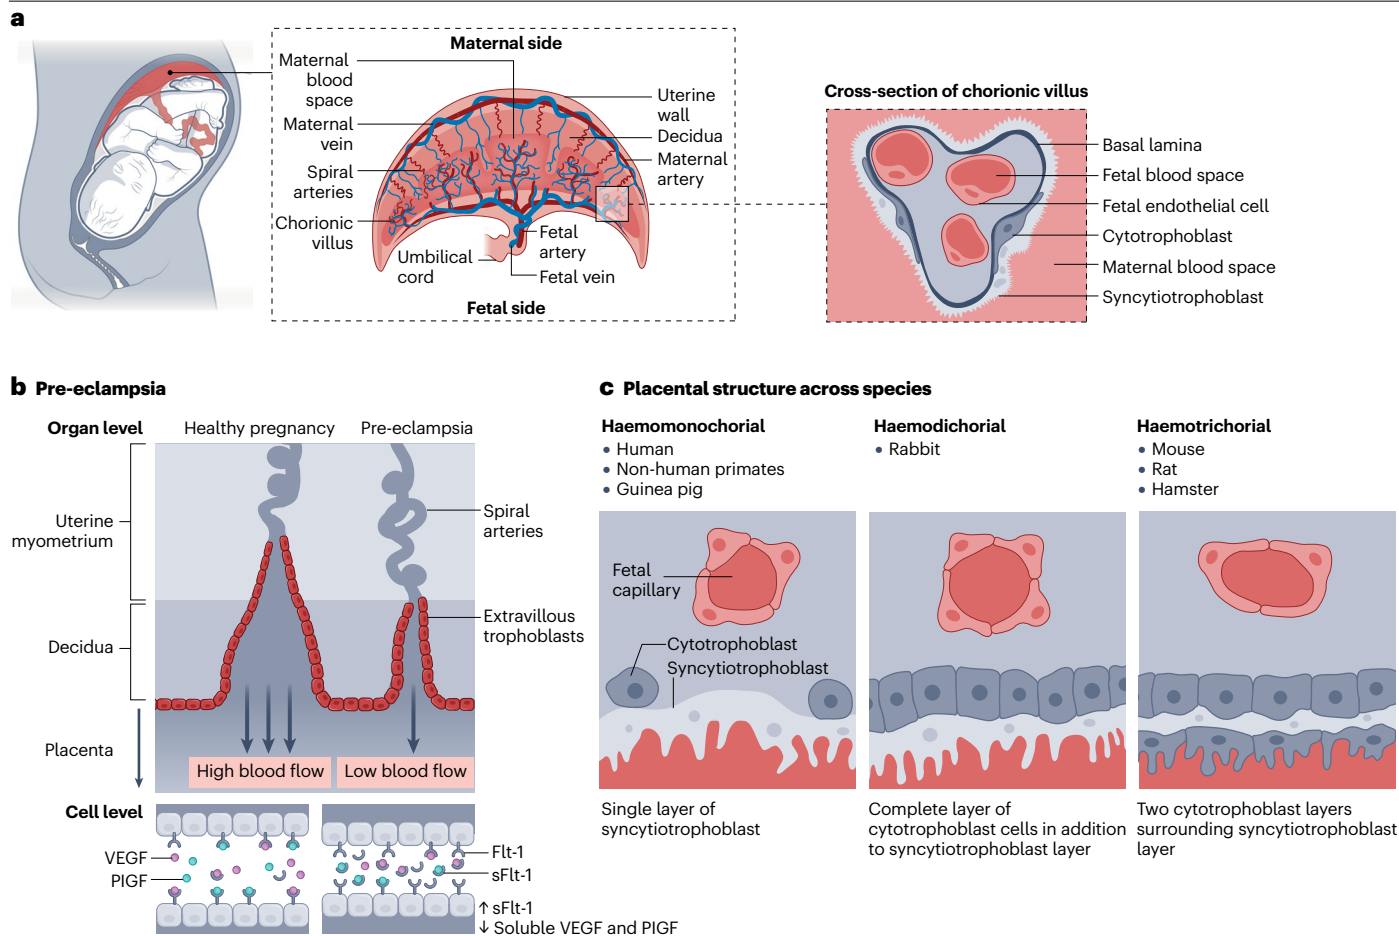 a
Maternal side
Maternal
blood
space
Maternal
vein
Spiral
arteries
Chorionic
villus
Umbilical
cord
Uterine
wall
Decidua
Maternal
artery
Fetal
artery
Fetal vein
Fetal side
Cross-section of chorionic villus
Basal lamina
Fetal blood space
Fetal endothelial cell
Cytotrophoblast
Maternal blood space
Syncytiotrophoblast
b Pre-eclampsia
Organ level
Healthy pregnancy
Pre-eclampsia
Uterine
myometrium
Decidua
Placenta
Spiral
arteries
Extravillous
trophoblasts
High blood flow
Low blood flow
Cell level
VEGF
PlGF
Flt-1
sFlt-1
↑ sFlt-1
↓ Soluble VEGF and PlGF
c Placental structure across species
Haemomonochorial
• Human
• Non-human primates
• Guinea pig
Fetal
capillary
Cytotrophoblast
Syncytiotrophoblast
Single layer of
syncytiotrophoblast
Haemodichorial
• Rabbit
Complete layer of
cytotrophoblast cells in addition
to syncytiotrophoblast layer
Haemotrichorial
• Mouse
• Rat
• Hamster
Two cytotrophoblast layers
surrounding syncytiotrophoblast
layer